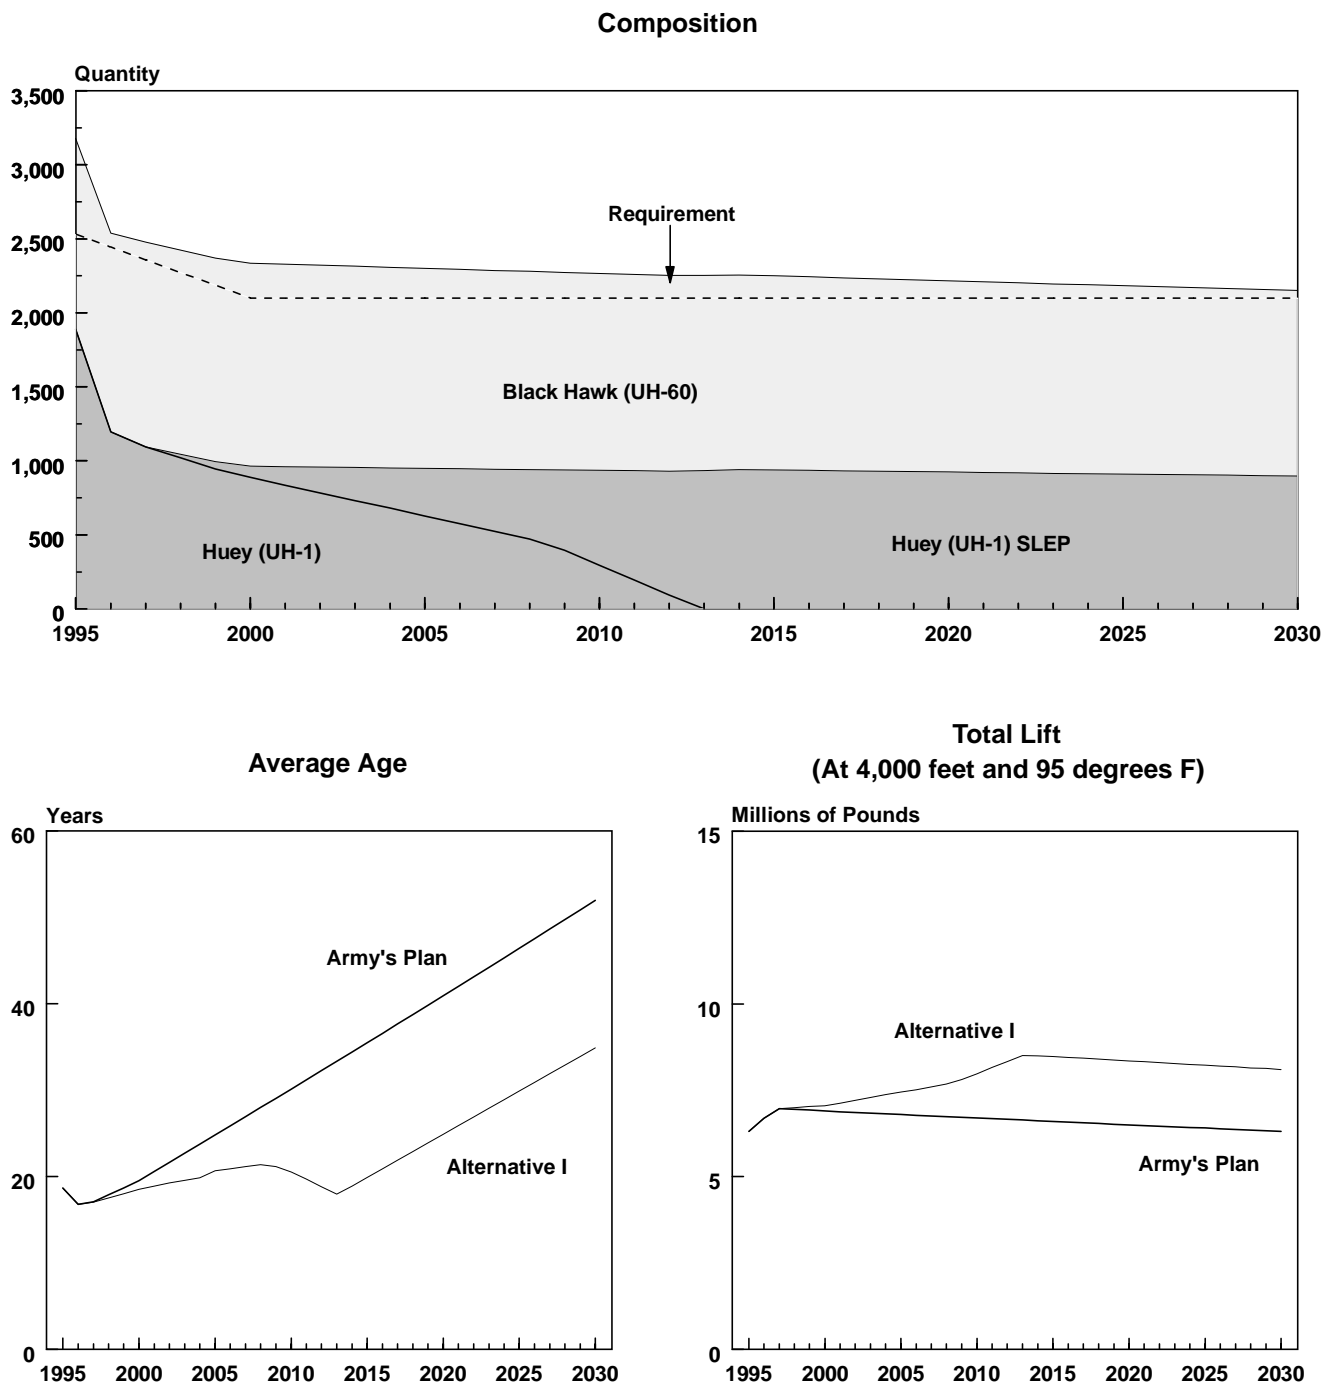 Composition
Quantity
3,500
3,000
2,500
2,000
1,500
1,000
500
0
Requirement
Black Hawk (UH-60)
Huey (UH-1)
Huey (UH-1) SLEP
1995 2000 2005 2010 2015 2020 2025 2030
Average Age
Years
60
40
20
0
Army's Plan
Alternative I
1995 2000 2005 2010 2015 2020 2025 2030
Total Lift
(At 4,000 feet and 95 degrees F)
Millions of Pounds
15
10
5
0
Alternative I
Army's Plan
1995 2000 2005 2010 2015 2020 2025 2030